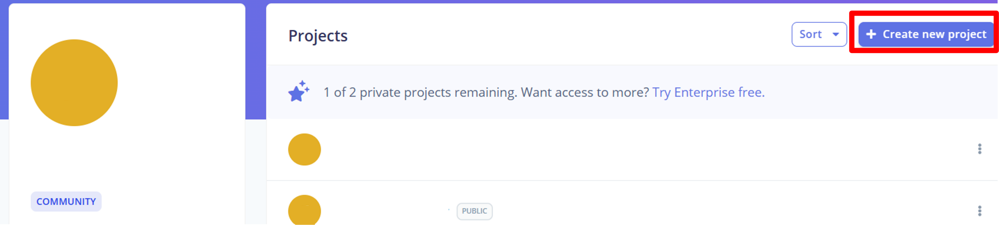 Projects
Sort
Create new project
1 of 2 private projects remaining. Want access to more? Try Enterprise free.
COMMUNITY
PUBLIC